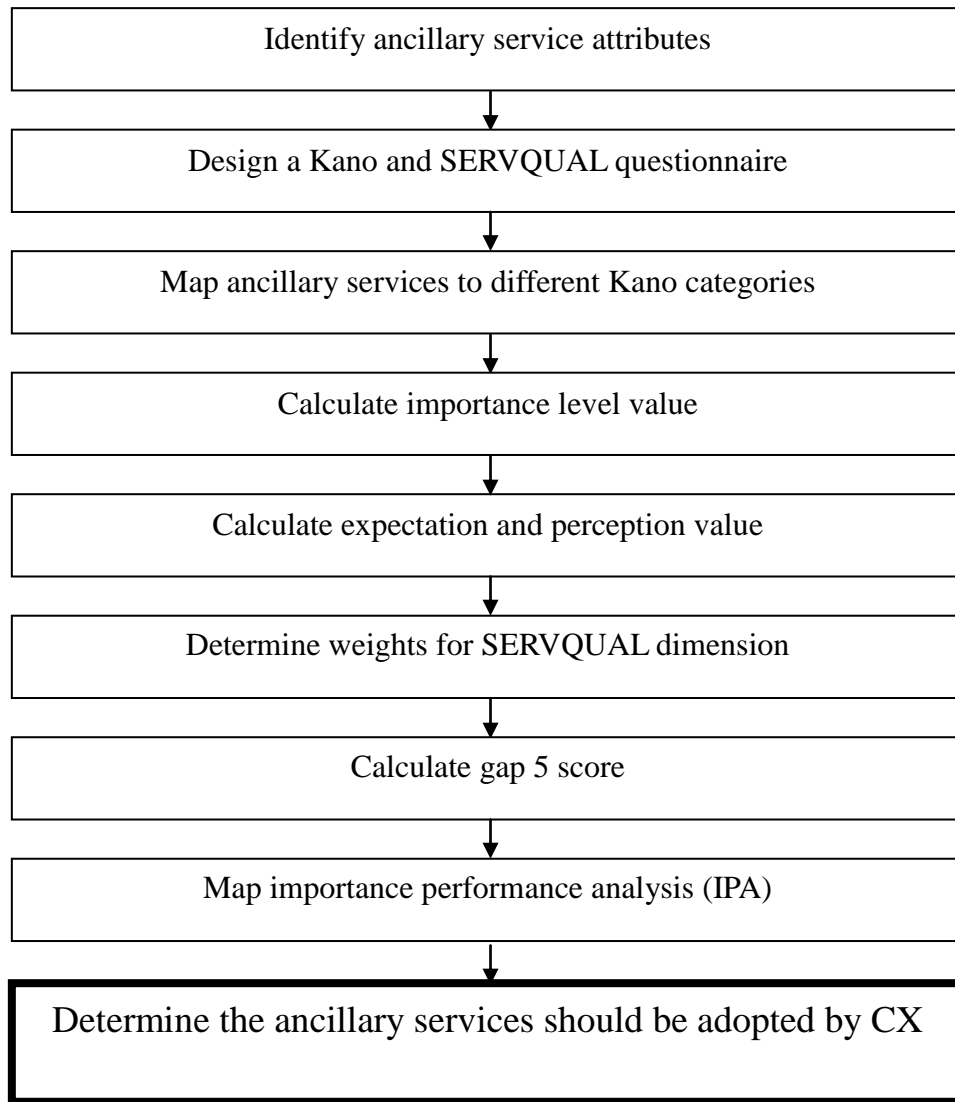 Identify ancillary service attributes
Design a Kano and SERVQUAL questionnaire
Map ancillary services to different Kano categories
Calculate importance level value
Calculate expectation and perception value
Determine weights for SERVQUAL dimension
Calculate gap 5 score
Map importance performance analysis (IPA)
Determine the ancillary services should be adopted by CX